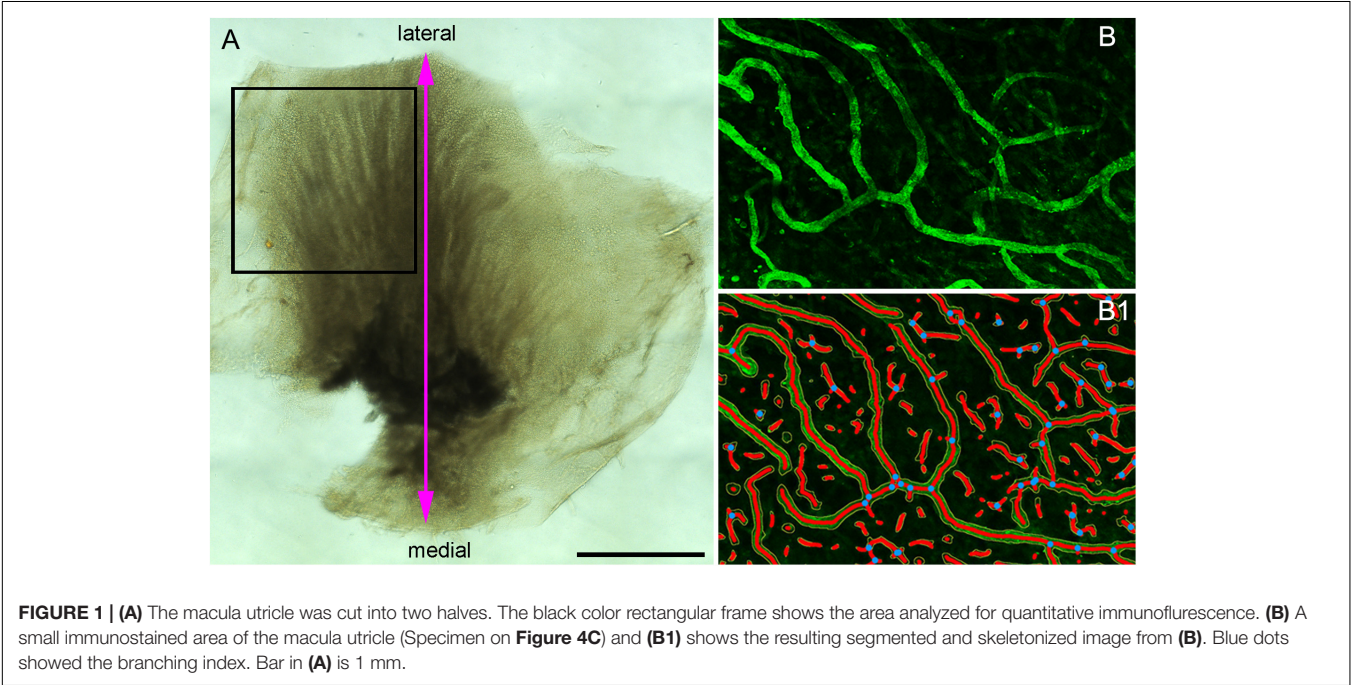 A
lateral
B
B1
medial
FIGURE 1 | (A) The macula utricle was cut into two halves. The black color rectangular frame shows the area analyzed for quantitative immunoflurescence. (B) A
small immunostained area of the macula utricle (Specimen on Figure 4C) and (B1) shows the resulting segmented and skeletonized image from (B). Blue dots
showed the branching index. Bar in (A) is 1 mm.